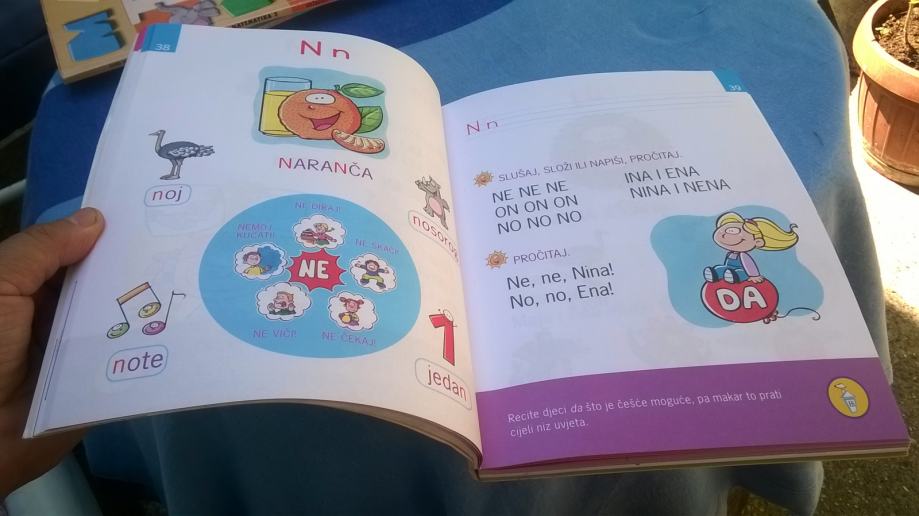 MATEMATIKA 2
38
N n
NARANČA
noj
nosorog
NE DIRAJ!
NEMOJ
KUCATI!
NE SKAČI!
NE
NE VIČI!
NE ČEKAJ!
note
jedan
39
N n
SLUŠAJ, SLOŽI ILI NAPIŠI, PROČITAJ.
NE NE NE
ON ON ON
NO NO NO
INA I ENA
NINA I NENA
PROČITAJ.
Ne, ne, Nina!
No, no, Ena!
DA
Recite djeci da što je češće moguće, pa makar to prati
cijeli niz uvjeta.